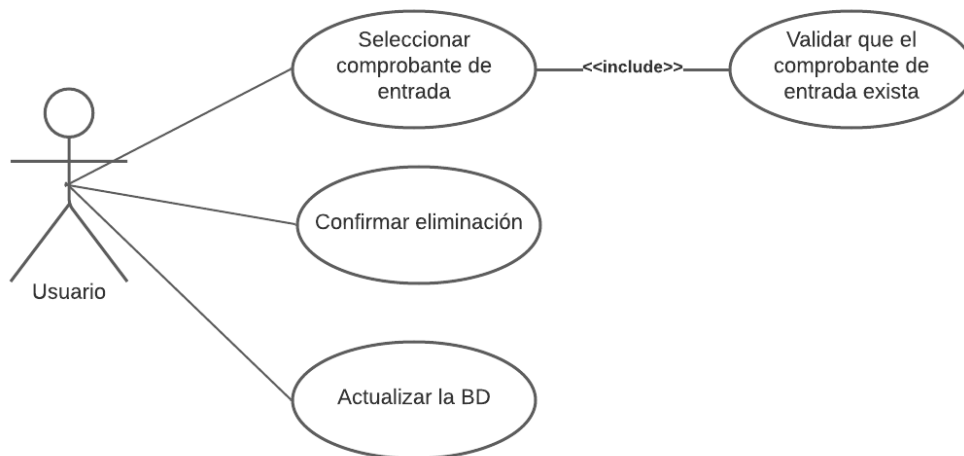 Seleccionar
comprobante de
entrada
<<include>>
Validar que el
comprobante de
entrada exista
Confirmar eliminación
Usuario
Actualizar la BD